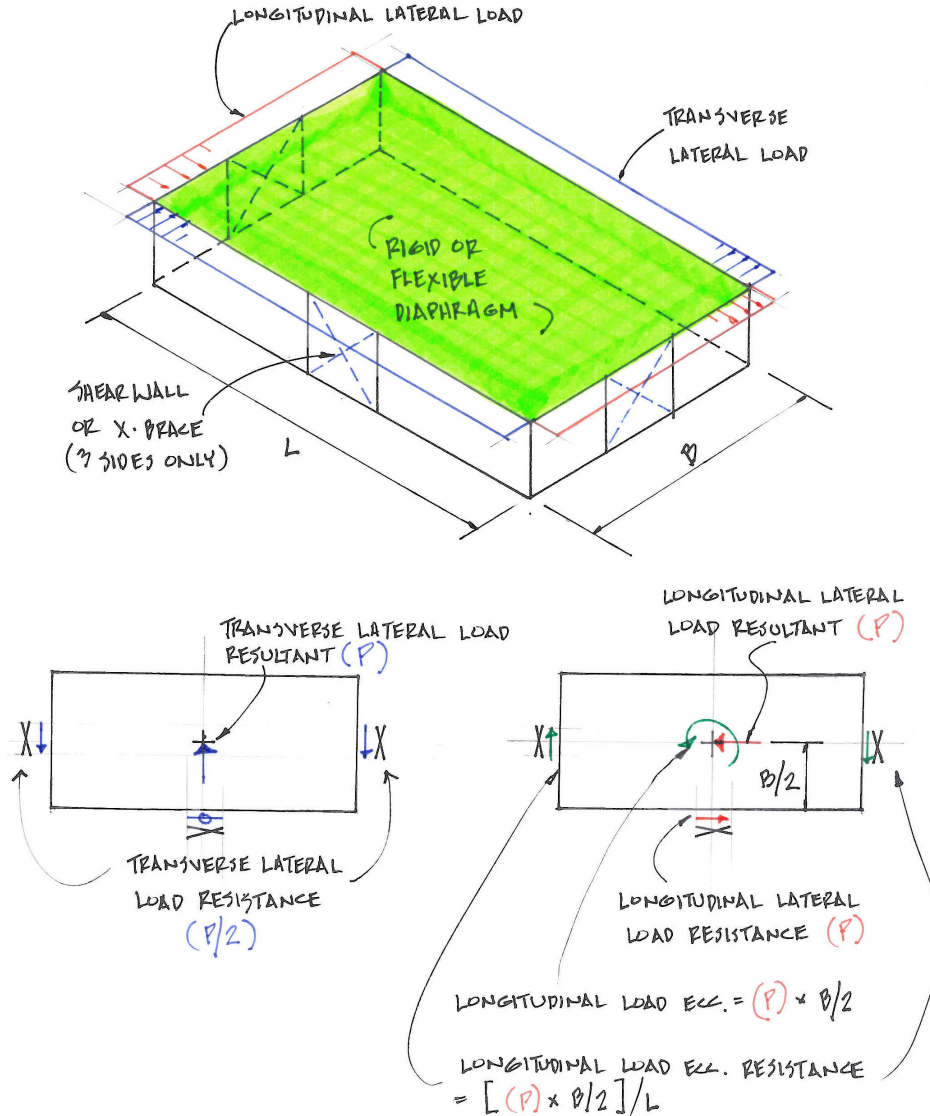 LONGITUDINAL LATERAL LOAD
TRANSVERSE
LATERAL LOAD
RIGID OR
FLEXIBLE
DIAPHRAGM
SHEAR WALL
OR X-BRACE
(3 SIDES ONLY)
L
B
TRANSVERSE LATERAL LOAD
RESULTANT (P)
X
X
TRANSVERSE LATERAL
LOAD RESISTANCE
(P/2)
LONGITUDINAL LATERAL
LOAD RESULTANT (P)
X
X
B/2
LONGITUDINAL LATERAL
LOAD RESISTANCE (P)
LONGITUDINAL LOAD ECC. = (P) x B/2
LONGITUDINAL LOAD ECC. RESISTANCE
= [(P) x B/2]/L